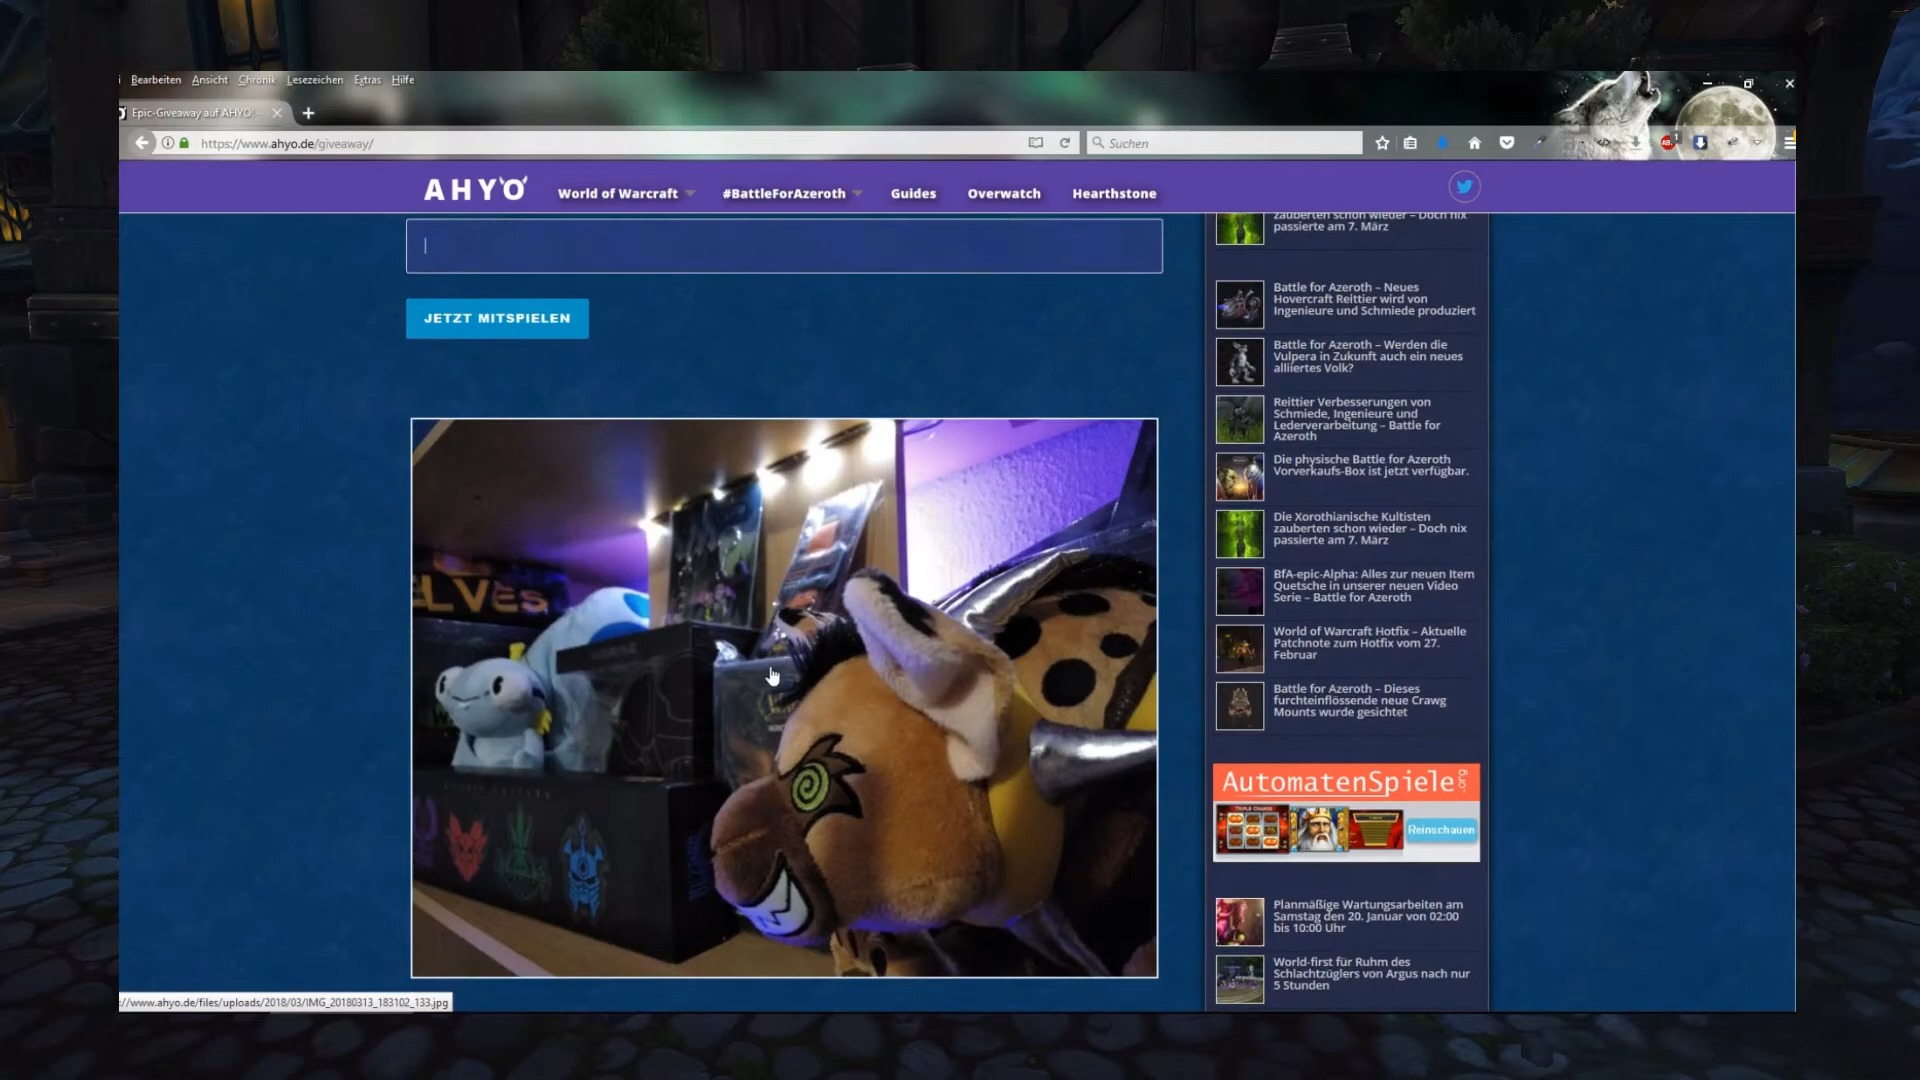 Bearbeiten Ansicht Chronik Lesezeichen Extras Hilfe
Epic-Giveaway auf AHYO
https://www.ahyo.de/giveaway/
Suchen
AHYO World of Warcraft #BattleForAzeroth Guides Overwatch Hearthstone
JETZT MITSPIELEN
ELVES
zauberten schon wieder – Doch nix
passierte am 7. März
Battle for Azeroth – Neues
Hovercraft Reittier wird von
Ingenieure und Schmiede produziert
Battle for Azeroth – Werden die
Vulpera in Zukunft auch ein neues
alliiertes Volk?
Reittier Verbesserungen von
Schmiede, Ingenieure und
Lederverarbeitung – Battle for
Azeroth
Die physische Battle for Azeroth
Vorverkaufs-Box ist jetzt verfügbar.
Die Xorothianische Kultisten
zauberten schon wieder – Doch nix
passierte am 7. März
BfA-epic-Alpha: Alles zur neuen Item
Quetsche in unserer neuen Video
Serie – Battle for Azeroth
World of Warcraft Hotfix – Aktuelle
Patchnote zum Hotfix vom 27.
Februar
Battle for Azeroth – Dieses
furchteinflössende neue Crawg
Mounts wurde gesichtet
AutomatenSpiele.org
Reinschauen
Planmäßige Wartungsarbeiten am
Samstag den 20. Januar von 02:00
bis 10:00 Uhr
World-first für Ruhm des
Schlachtzüglers von Argus nach nur
5 Stunden
://www.ahyo.de/files/uploads/2018/03/IMG_20180313_183102_133.jpg